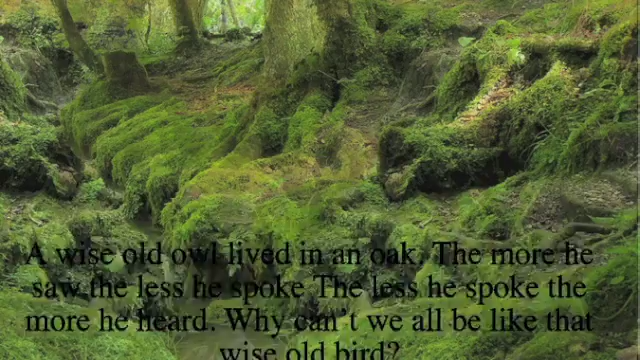 A wise old owl lived in an oak. The more he
saw the less he spoke The less he spoke the
more he heard. Why can't we all be like that
wise old bird?